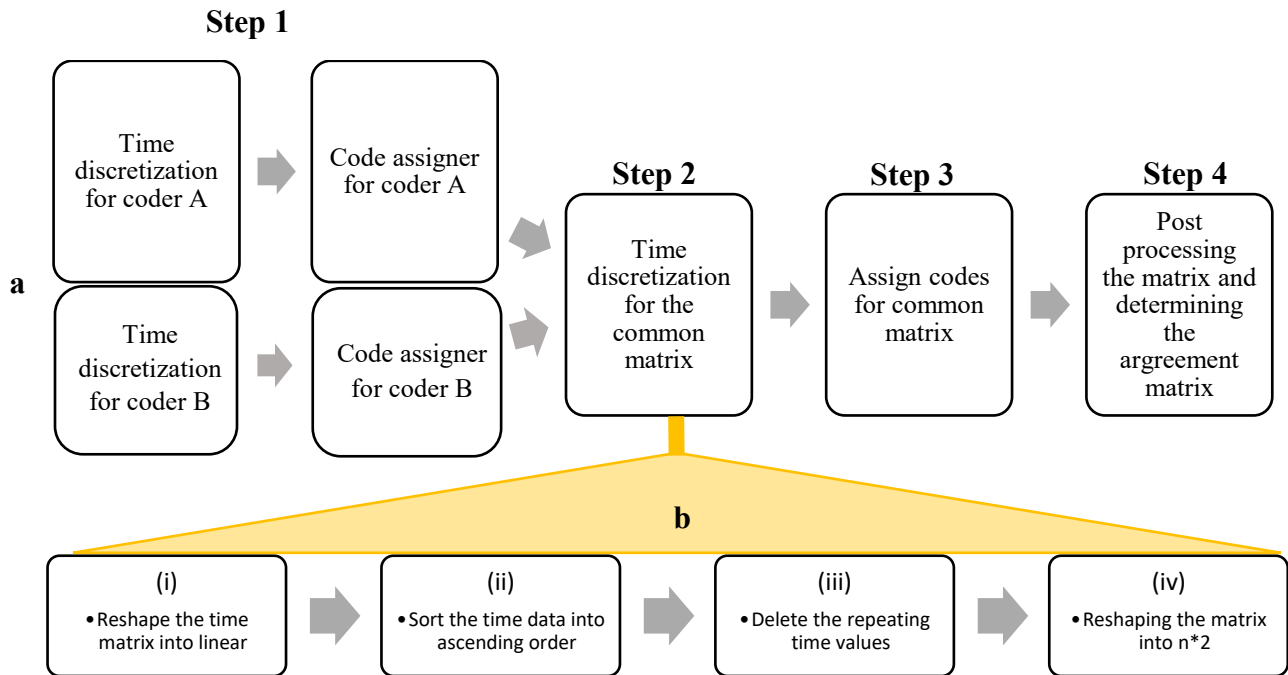 Step 1
Time
discretization
for coder A
Code assigner
for coder A
Step 2
Step 3
Step 4
a
Time
discretization
for coder B
Code assigner
for coder B
Time
discretization
for the
common
matrix
Assign codes
for common
matrix
Post
processing
the matrix and
determining
the
argreement
matrix
b
(i)
•Reshape the time
matrix into linear
(ii)
•Sort the time data into
ascending order
(iii)
•Delete the repeating
time values
(iv)
•Reshaping the matrix
into n*2